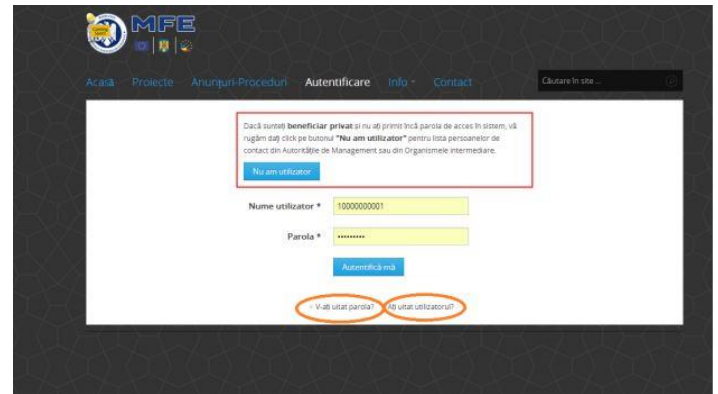 MFE
Acasă Proiecte Anunțuri-Proceduri Autentificare Info Contact Căutare în site ...
Dacă sunteți beneficiar privat și nu ați primit încă parola de acces în sistem, vă
rugăm dați click pe butonul "Nu am utilizator" pentru lista persoanelor de
contact din Autoritățile de Management sau din Organismele intermediare.
Nu am utilizator
Nume utilizator * 10000000001
Parola * •••••••••
Autentifică-mă
V-ați uitat parola? Ați uitat utilizatorul?